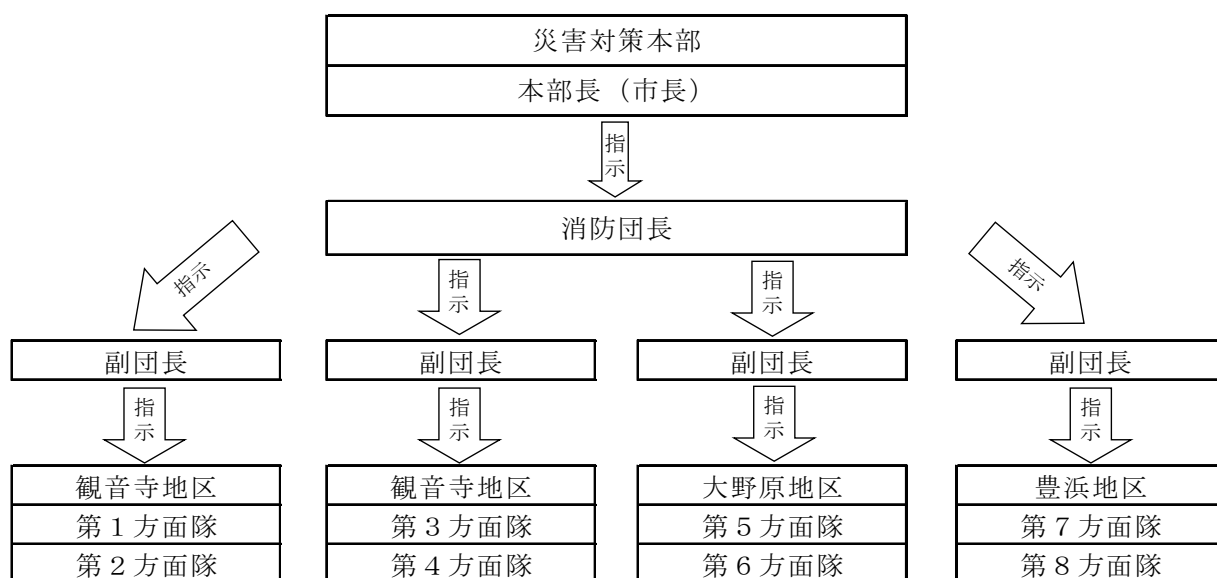 災害対策本部
本部長（市長）
指示
消防団長
指示
指示
指示
指示
副団長
副団長
副団長
副団長
指示
指示
指示
指示
観音寺地区
観音寺地区
大野原地区
豊浜地区
第１方面隊
第３方面隊
第５方面隊
第７方面隊
第２方面隊
第４方面隊
第６方面隊
第８方面隊